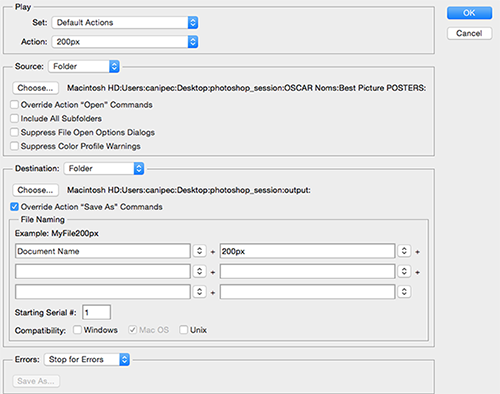 Play
OK
Set: Default Actions
Cancel
Action: 200px
Source: Folder
Choose... Macintosh HD:Users:canipec:Desktop:photoshop_session:OSCAR Noms:Best Picture POSTERS:
Override Action "Open" Commands
Include All Subfolders
Suppress File Open Options Dialogs
Suppress Color Profile Warnings
Destination: Folder
Choose... Macintosh HD:Users:canipec:Desktop:photoshop_session:output:
Override Action "Save As" Commands
File Naming
Example: MyFile200px
Document Name + 200px +
+ +
+
Starting Serial #: 1
Compatibility: Windows Mac OS Unix
Errors: Stop for Errors
Save As...